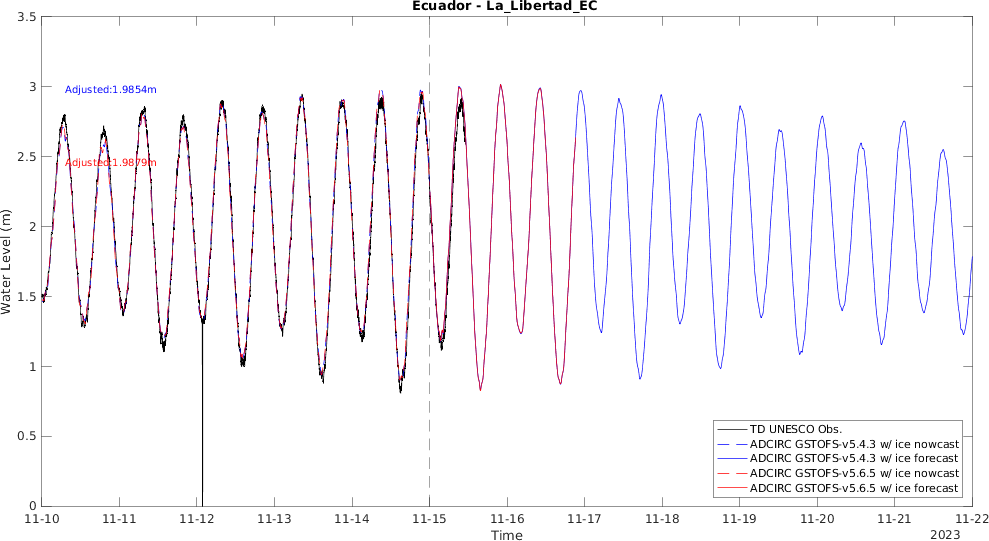 Ecuador - La_Libertad_EC
3.5
3
2.5
2
1.5
1
0.5
0
Water Level (m)
Adjusted:1.9854m
Adjusted:1.9879m
TD UNESCO Obs.
ADCIRC GSTOFS-v5.4.3 w/ ice nowcast
ADCIRC GSTOFS-v5.4.3 w/ ice forecast
ADCIRC GSTOFS-v5.6.5 w/ ice nowcast
ADCIRC GSTOFS-v5.6.5 w/ ice forecast
11-10 11-11 11-12 11-13 11-14 11-15 11-16 11-17 11-18 11-19 11-20 11-21 11-22
Time
2023